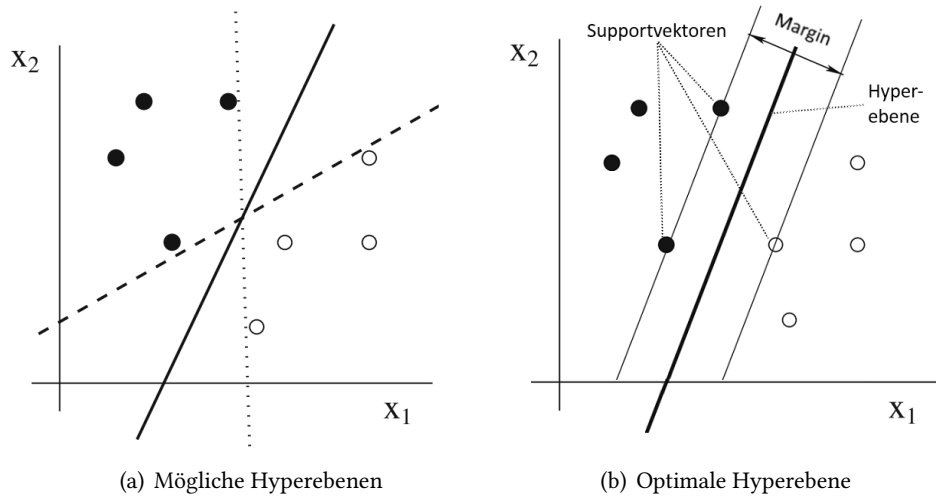 X₂
X₁
(a) Mögliche Hyperebenen
Supportvektoren
Margin
X₂
Hyper-
ebene
X₁
(b) Optimale Hyperebene